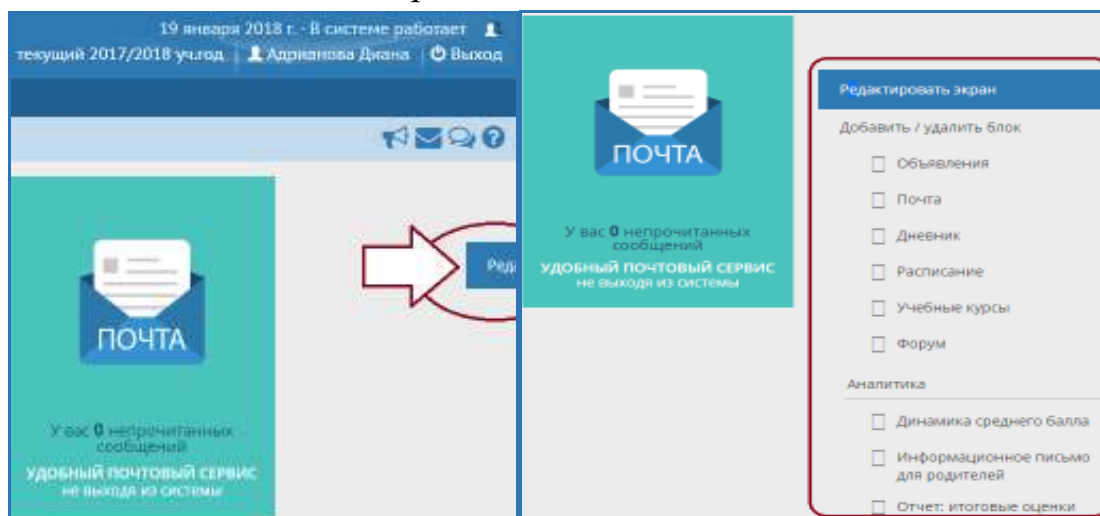 19 января 2018 г. - В системе работает
текущий 2017/2018 уч.год
Адрианова Диана
Выход
ПОЧТА
У вас 0 непрочитанных
сообщений
УДОБНЫЙ ПОЧТОВЫЙ СЕРВИС
не выходя из системы
Реда
ПОЧТА
У вас 0 непрочитанных
сообщений
УДОБНЫЙ ПОЧТОВЫЙ СЕРВИС
не выходя из системы
Редактировать экран
Добавить / удалить блок
Объявления
Почта
Дневник
Расписание
Учебные курсы
Форум
Аналитика
Динамика среднего балла
Информационное письмо
для родителей
Отчет: итоговые оценки